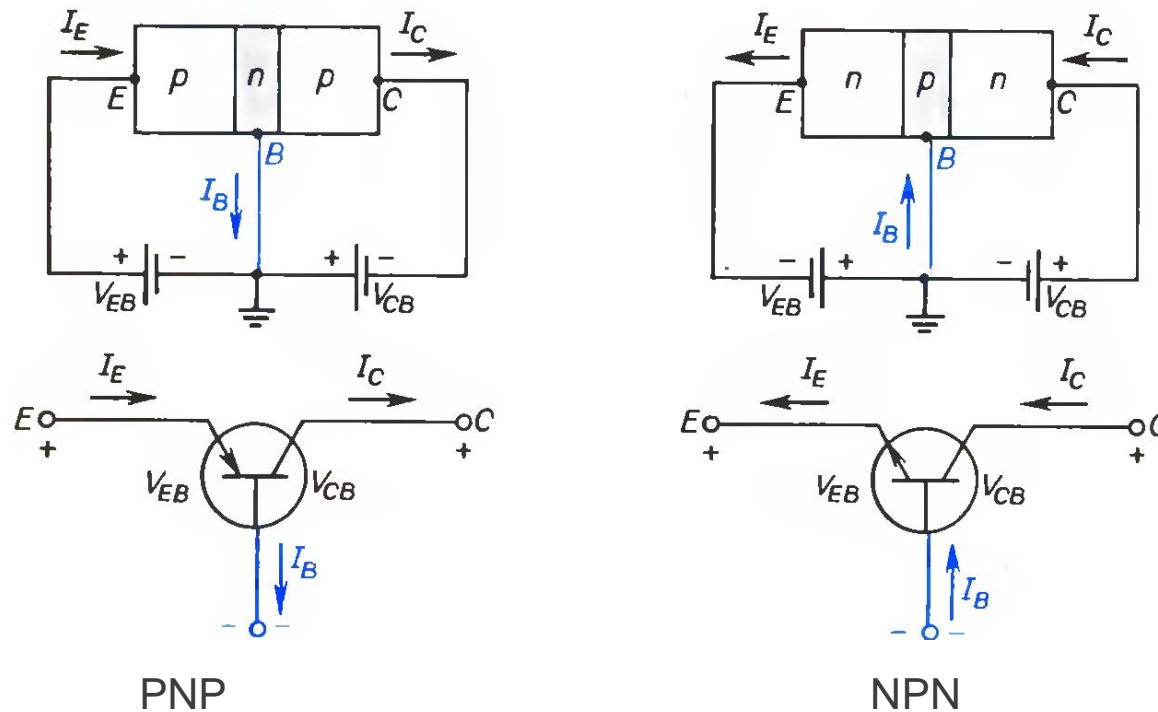 I_E I_C
p n p
E C
B
I_B
+ - + -
V_EB V_CB
I_E I_C
E C
+ +
V_EB V_CB
I_B
- -
PNP
I_E I_C
n p n
E C
B
I_B
- + - +
V_EB V_CB
I_E I_C
E C
+ +
V_EB V_CB
I_B
- -
NPN